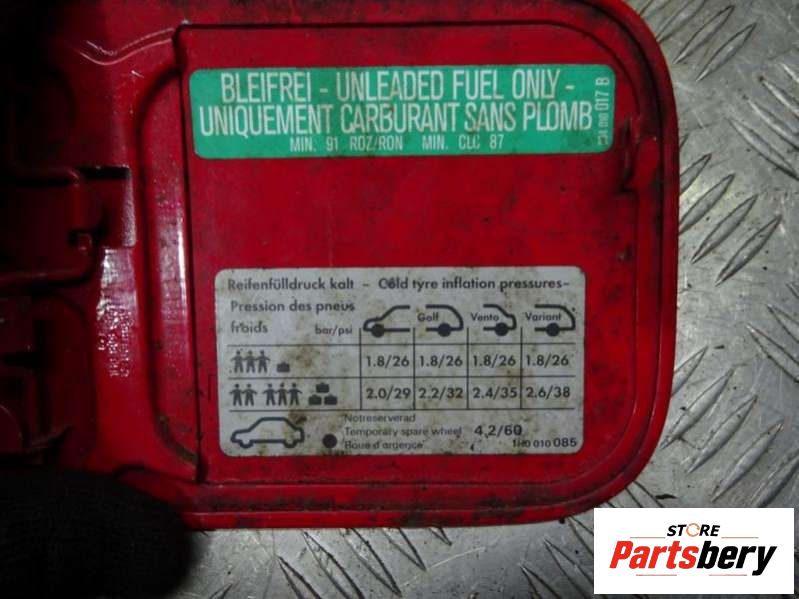 BLEIFREI - UNLEADED FUEL ONLY -
UNIQUEMENT CARBURANT SANS PLOMB
MIN. 91 ROZ/RON MIN. CLC 87
010 017 B
Reifenfülldruck kalt - Cold tyre inflation pressures-
Pression des pneus
froids bar/psi Golf Vento Variant
1.8/26 1.8/26 1.8/26 1.8/26
2.0/29 2.2/32 2.4/35 2.6/38
Notreserverad
Temporary spare wheel 4,2/60
Roue d'urgence 1H0 010 085
STORE
Partsbery